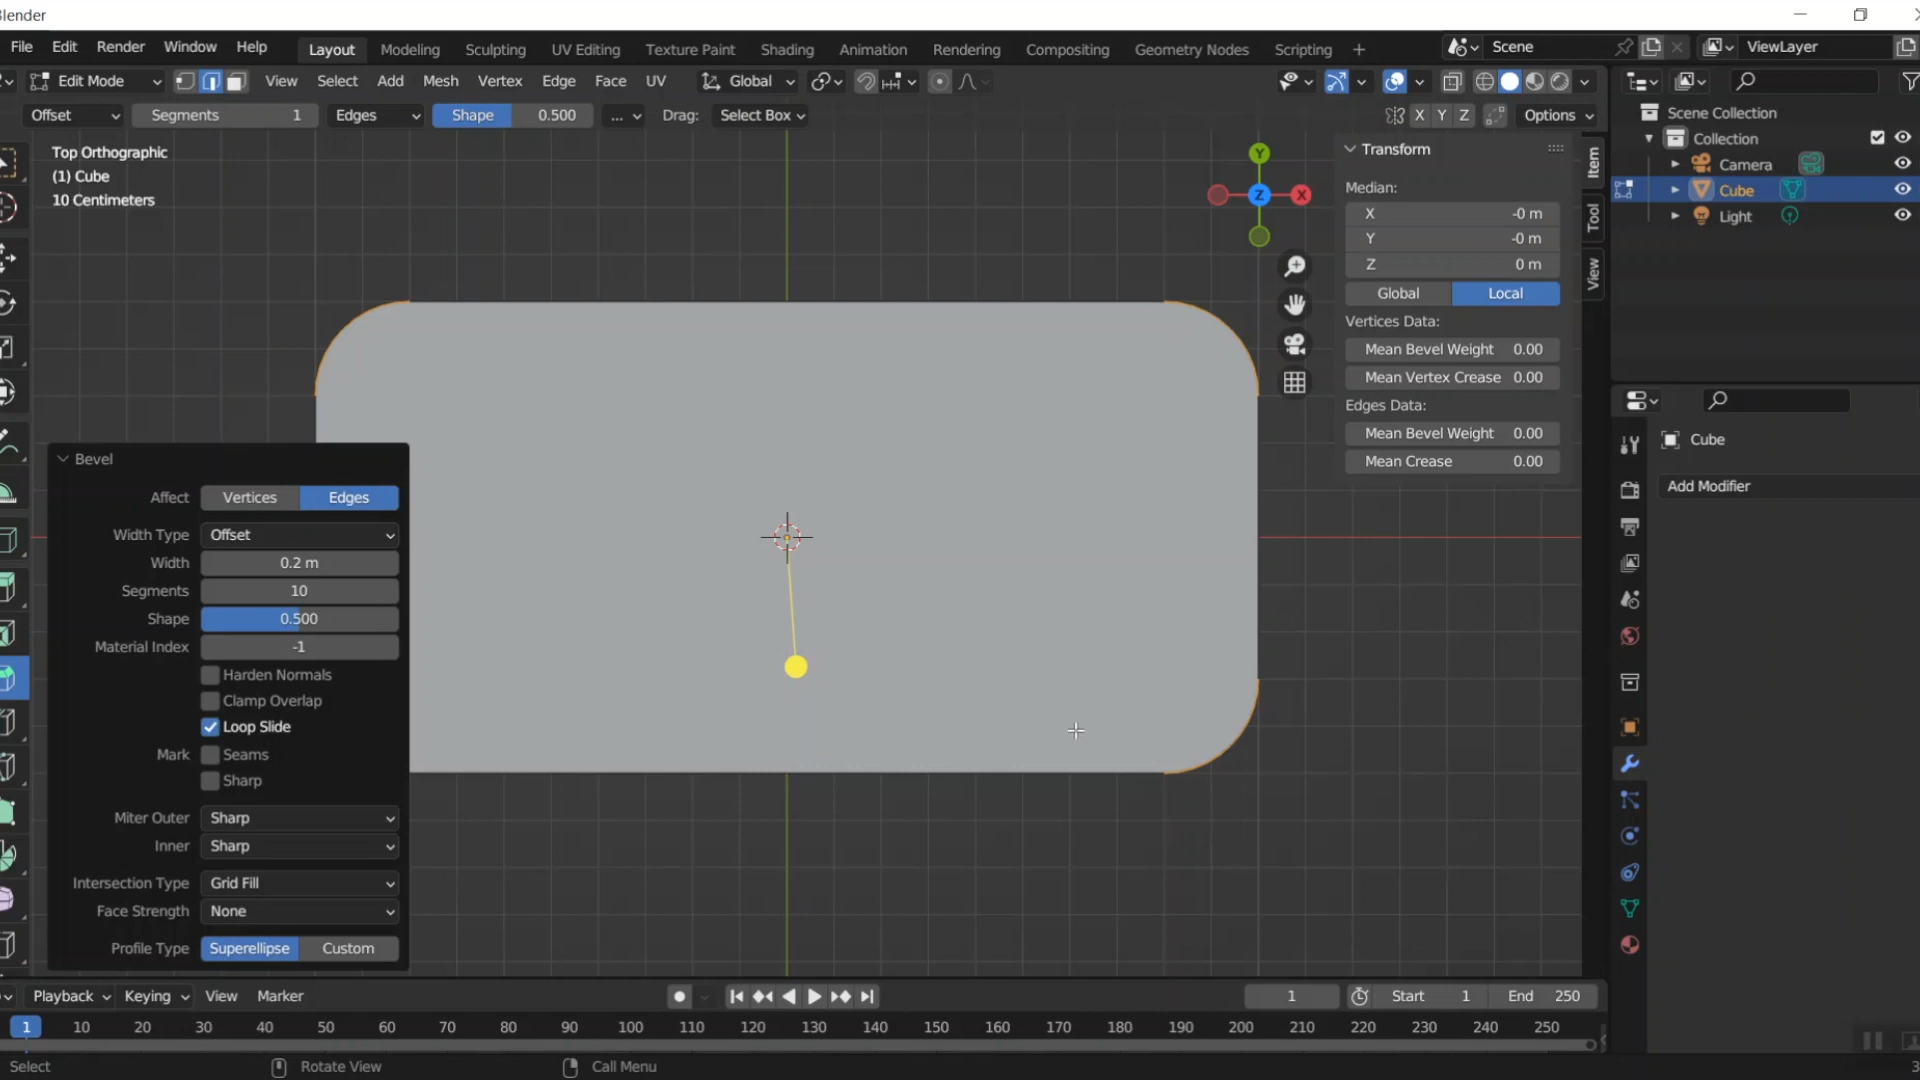 Blender
File Edit Render Window Help Layout Modeling Sculpting UV Editing Texture Paint Shading Animation Rendering Compositing Geometry Nodes Scripting + Scene ViewLayer
Edit Mode View Select Add Mesh Vertex Edge Face UV Global
Offset Segments 1 Edges Shape 0.500 ... Drag: Select Box X Y Z Options
Top Orthographic
(1) Cube
10 Centimeters
Y
Z
X
Transform
Median:
X -0 m
Y -0 m
Z 0 m
Global Local
Vertices Data:
Mean Bevel Weight 0.00
Mean Vertex Crease 0.00
Edges Data:
Mean Bevel Weight 0.00
Mean Crease 0.00
Item
Tool
View
Scene Collection
Collection
Camera
Cube
Light
Cube
Add Modifier
Bevel
Affect Vertices Edges
Width Type Offset
Width 0.2 m
Segments 10
Shape 0.500
Material Index -1
Harden Normals
Clamp Overlap
Loop Slide
Mark Seams
Sharp
Miter Outer Sharp
Inner Sharp
Intersection Type Grid Fill
Face Strength None
Profile Type Superellipse Custom
Playback Keying View Marker 1 Start 1 End 250
1 10 20 30 40 50 60 70 80 90 100 110 120 130 140 150 160 170 180 190 200 210 220 230 240 250
Select Rotate View Call Menu